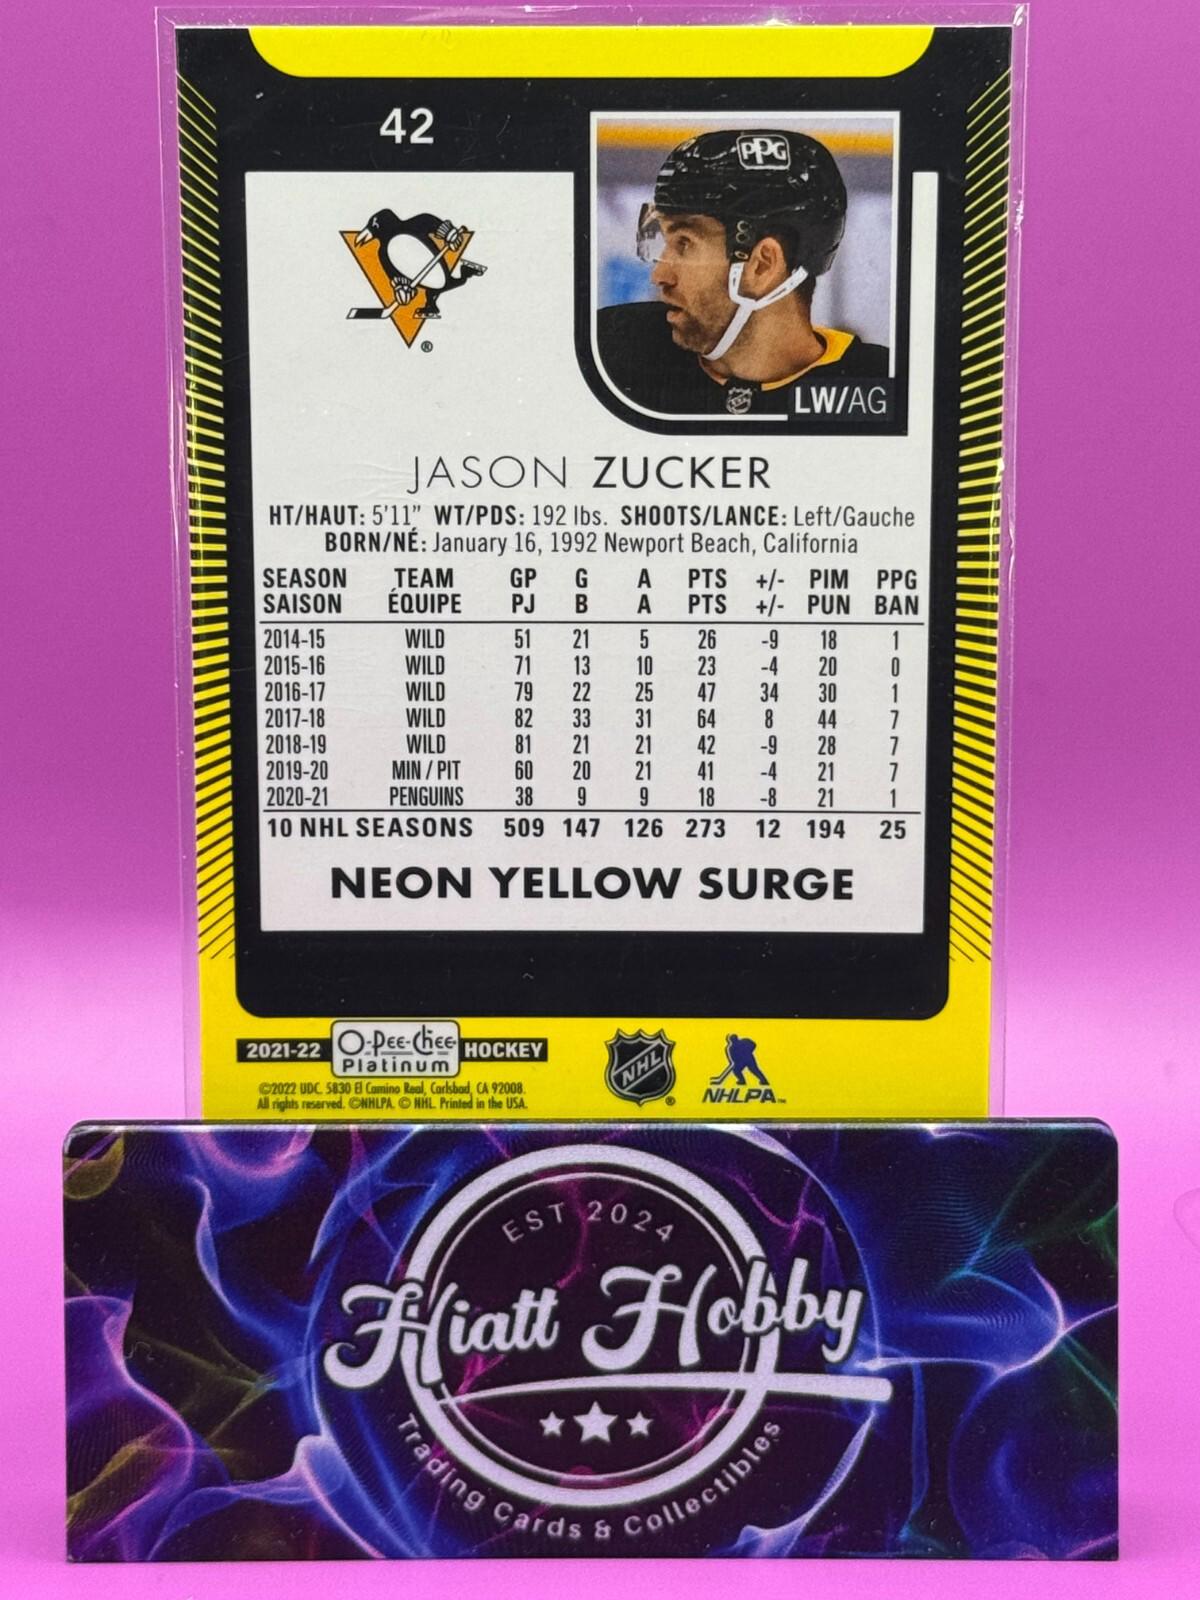 42
PPG
LW/AG
JASON ZUCKER
HT/HAUT: 5'11" WT/PDS: 192 lbs. SHOOTS/LANCE: Left/Gauche
BORN/NÉ: January 16, 1992 Newport Beach, California
SEASON TEAM GP G A PTS +/- PIM PPG
SAISON ÉQUIPE PJ B A PTS +/- PUN BAN
2014-15 WILD 51 21 5 26 -9 18 1
2015-16 WILD 71 13 10 23 -4 20 0
2016-17 WILD 79 22 25 47 34 30 1
2017-18 WILD 82 33 31 64 8 44 7
2018-19 WILD 81 21 21 42 -9 28 7
2019-20 MIN / PIT 60 20 21 41 -4 21 7
2020-21 PENGUINS 38 9 9 18 -8 21 1
10 NHL SEASONS 509 147 126 273 12 194 25
NEON YELLOW SURGE
2021-22 O-Pee-Chee Platinum HOCKEY
NHL ®
NHLPA™
©2022 UDC. 5830 El Camino Real, Carlsbad, CA 92008.
All rights reserved. ©NHLPA. © NHL. Printed in the USA.
EST 2024
Hiatt Hobby
Trading Cards & Collectibles